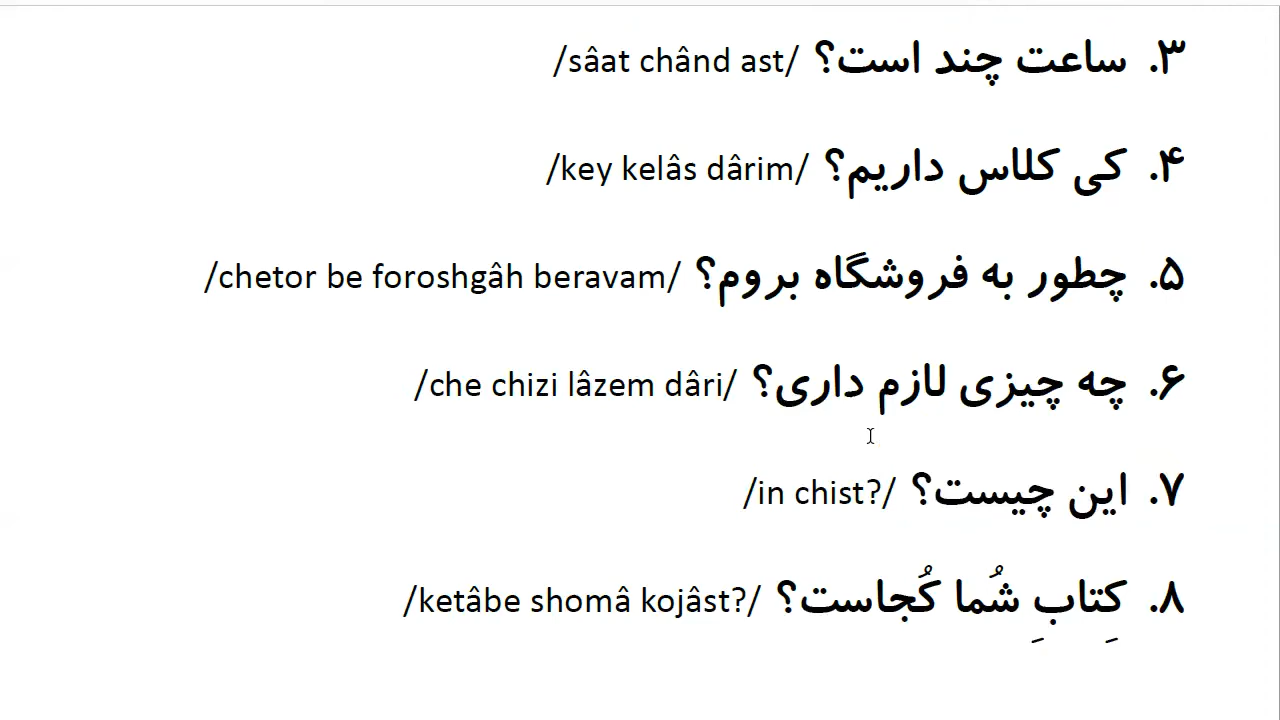 ۳. ساعت چند است؟ /sâat chând ast/
۴. کی کلاس داریم؟ /key kelâs dârim/
۵. چطور به فروشگاه بروم؟ /chetor be foroshgâh beravam/
۶. چه چیزی لازم داری؟ /che chizi lâzem dâri/
۷. این چیست؟ /in chist?/
۸. کِتابِ شُما کُجاست؟ /ketâbe shomâ kojâst?/